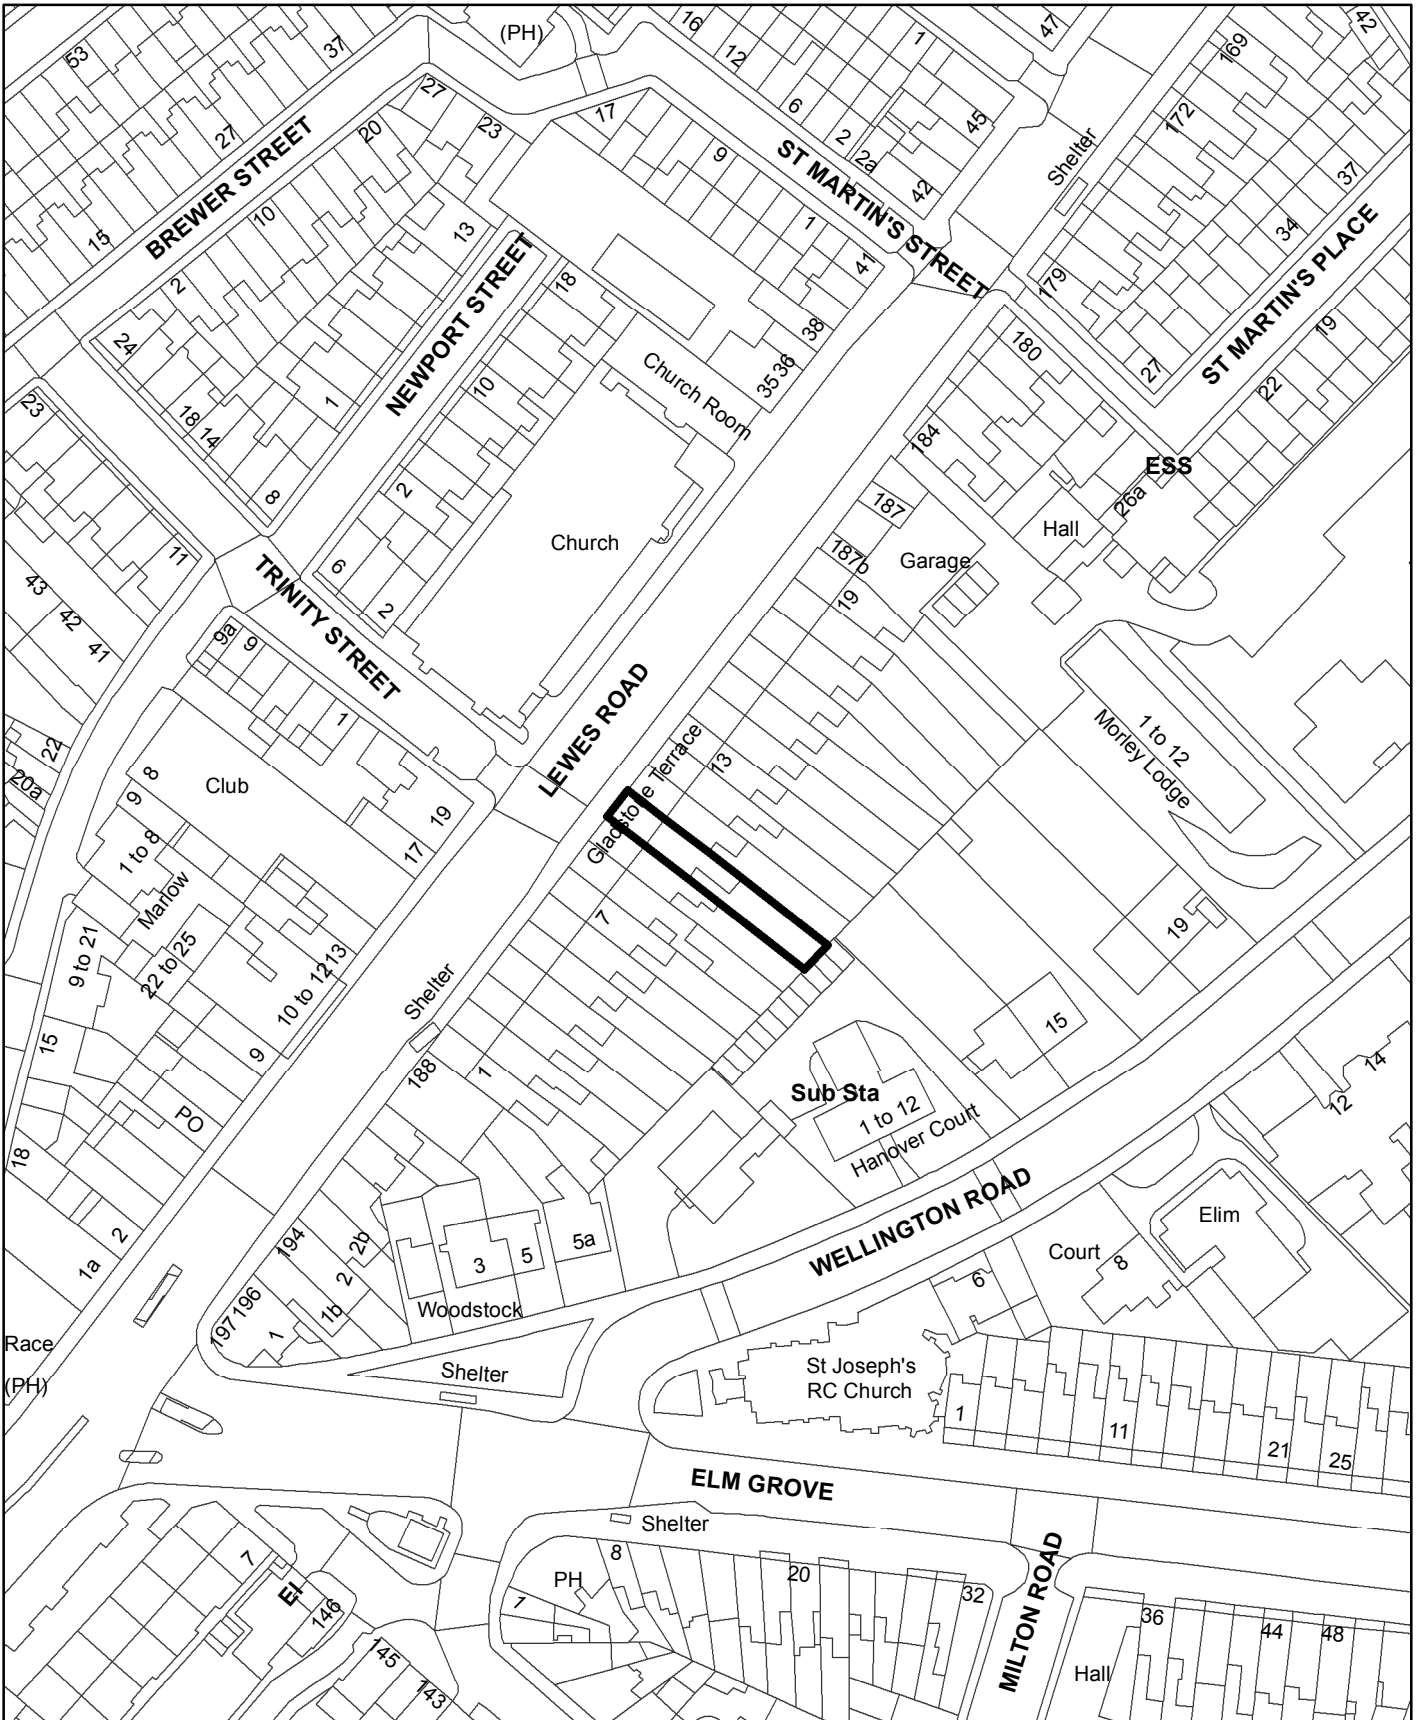 53
37
(PH)
16
12
1
47
169
42
27
BREWER STREET
27
20
23
17
6
2
2a
45
42
Shelter
172
37
15
10
2
13
NEWPORT STREET
18
9
1
ST MARTIN'S STREET
41
179
34
ST MARTIN'S PLACE
24
23
18
14
1
8
10
2
Church Room
38
36
35
180
27
22
19
184
ESS
26a
Hall
187
187b
Garage
19
Church
11
43
42
41
TRINITY STREET
6
2
9a
9
1
LEWES ROAD
22
20a
8
9
Club
19
17
Gladstone Terrace
13
1 to 12
Morley Lodge
1 to 8
Marlow
22 to 25
9 to 21
10 to 12
13
7
19
Shelter
15
9
188
1
15
Sub Sta
1 to 12
Hanover Court
14
12
PO
18
2
1a
194
2b
2
3
5
5a
WELLINGTON ROAD
Elim
Court
8
6
196
197
1
1b
Woodstock
Race
(PH)
Shelter
St Joseph's
RC Church
1
11
21
25
ELM GROVE
Shelter
7
El
146
145
143
PH
1
8
20
32
MILTON ROAD
36
44
48
Hall